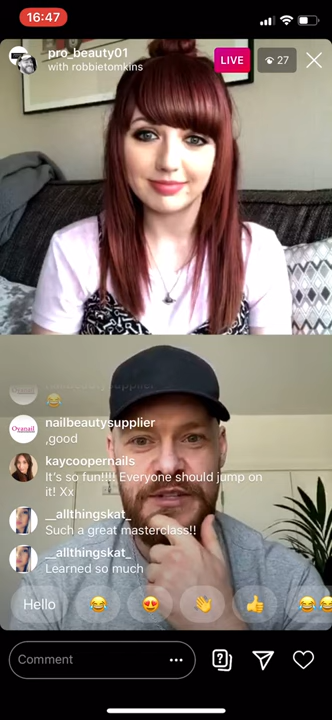 16:47
pro_beauty01
with robbietomkins
LIVE
27
nailbeautysupplier
nailbeautysupplier
,good
kaycoopernails
It's so fun!!!! Everyone should jump on
it! Xx
__allthingskat_
Such a great masterclass!!
__allthingskat_
Learned so much
Hello
Comment